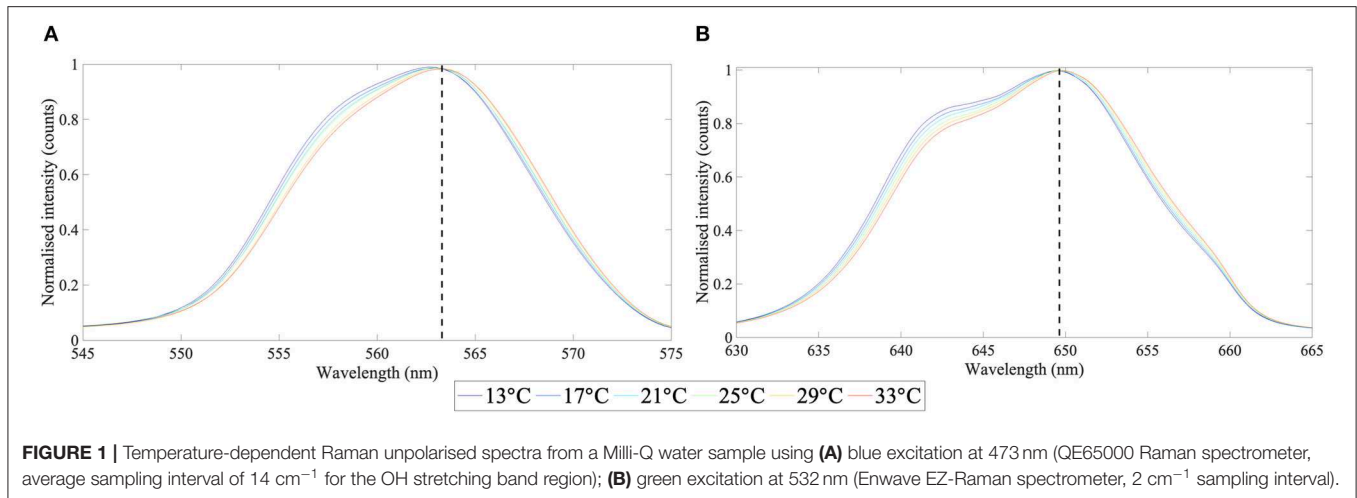 A
B
1
0.8
0.6
0.4
0.2
0
Normalised intensity (counts)
545 550 555 560 565 570 575
Wavelength (nm)
1
0.8
0.6
0.4
0.2
0
Normalised intensity (counts)
630 635 640 645 650 655 660 665
Wavelength (nm)
13°C 17°C 21°C 25°C 29°C 33°C
FIGURE 1 | Temperature-dependent Raman unpolarised spectra from a Milli-Q water sample using (A) blue excitation at 473 nm (QE65000 Raman spectrometer,
average sampling interval of 14 cm⁻¹ for the OH stretching band region); (B) green excitation at 532 nm (Enwave EZ-Raman spectrometer, 2 cm⁻¹ sampling interval).